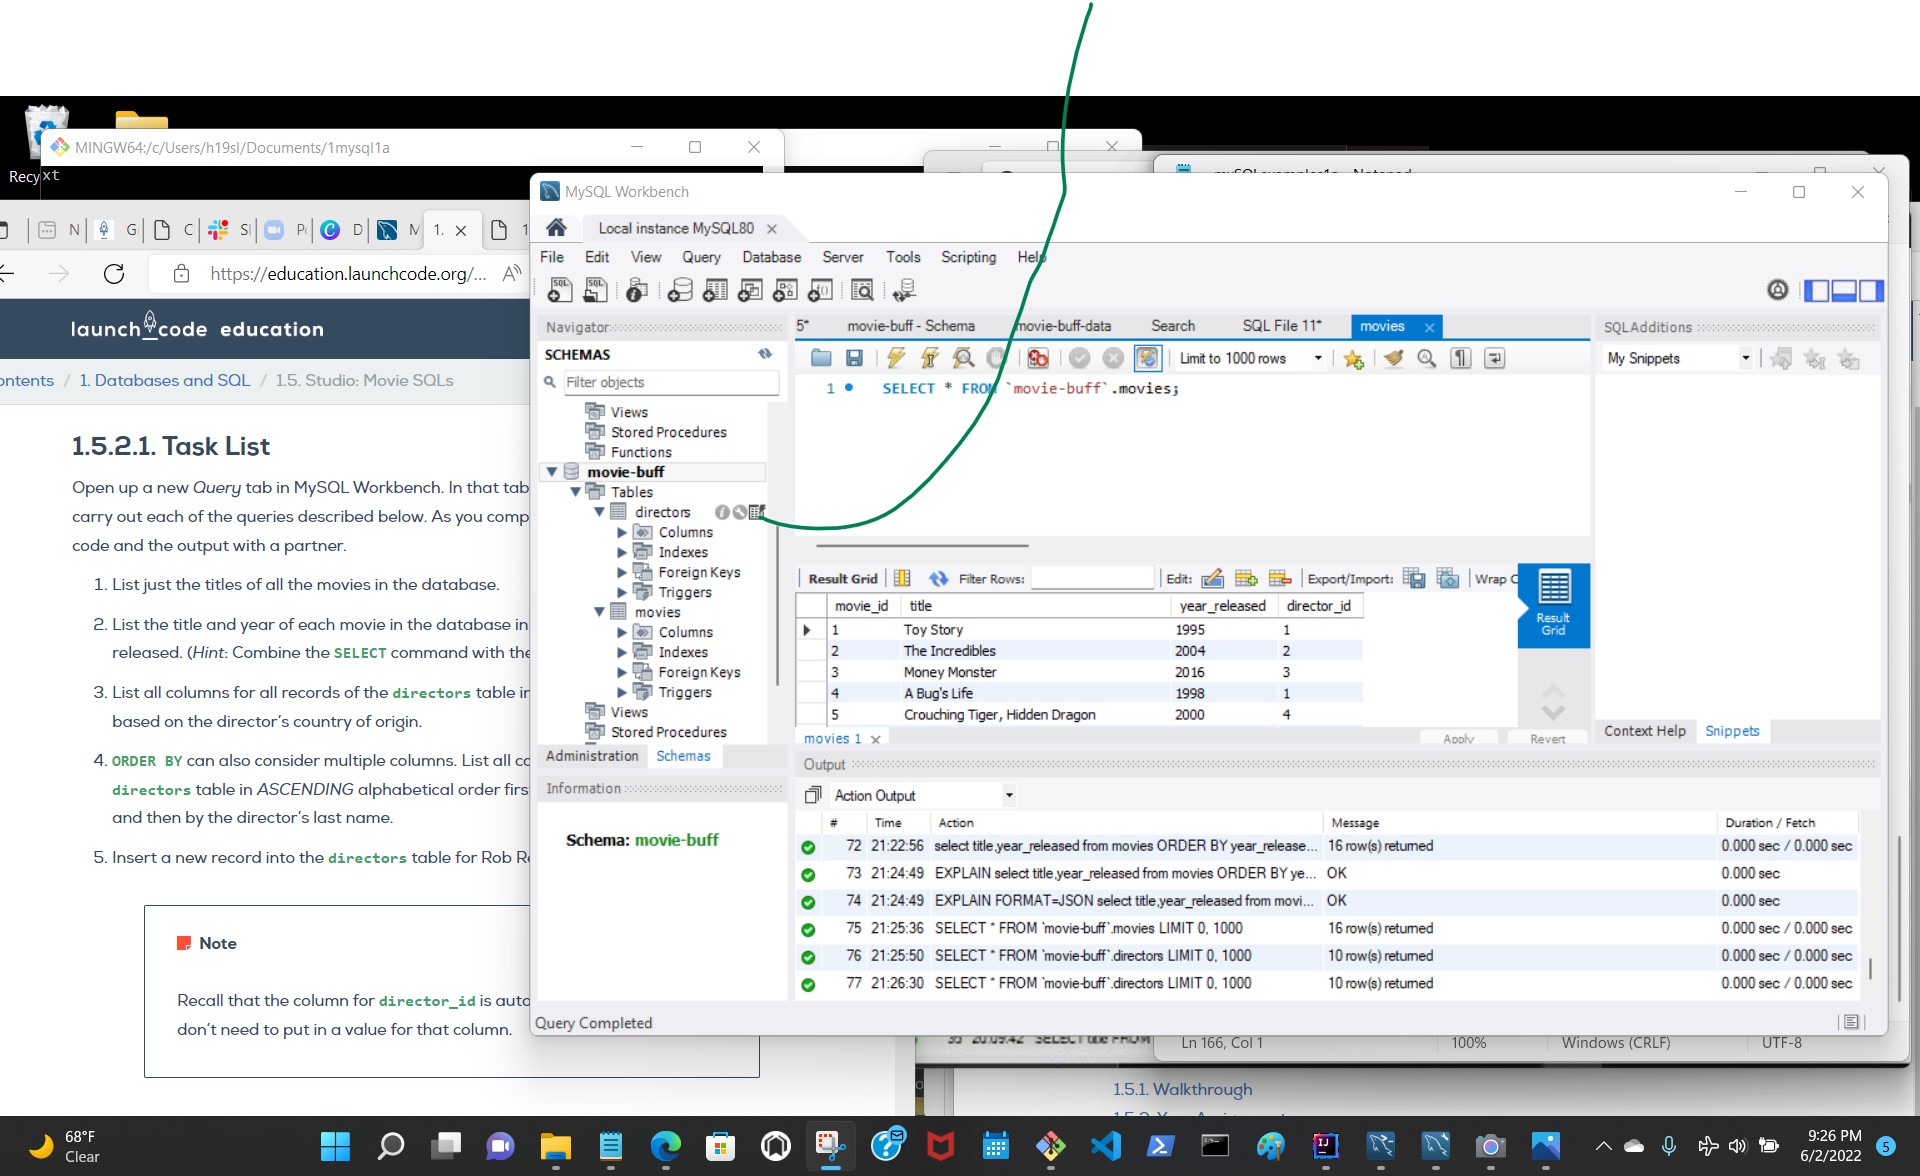 Recy
xt
MINGW64:/c/Users/h19sl/Documents/1mysql1a
MySQL Workbench
Local instance MySQL80
https://education.launchcode.org/...
File Edit View Query Database Server Tools Scripting Help
launch code education
1. Databases and SQL / 1.5. Studio: Movie SQLs
1.5.2.1. Task List
Open up a new Query tab in MySQL Workbench. In that tab
carry out each of the queries described below. As you comp
code and the output with a partner.
1. List just the titles of all the movies in the database.
2. List the title and year of each movie in the database in
released. (Hint: Combine the SELECT command with the
3. List all columns for all records of the directors table in
based on the director's country of origin.
4. ORDER BY can also consider multiple columns. List all co
directors table in ASCENDING alphabetical order firs
and then by the director's last name.
5. Insert a new record into the directors table for Rob Re
Note
Recall that the column for director_id is auto
don't need to put in a value for that column.
Navigator
SCHEMAS
Filter objects
Views
Stored Procedures
Functions
movie-buff
Tables
directors
Columns
Indexes
Foreign Keys
Triggers
movies
Columns
Indexes
Foreign Keys
Triggers
Views
Stored Procedures
Administration Schemas
Information
Schema: movie-buff
Query Completed
5* movie-buff - Schema movie-buff-data Search SQL File 11* movies
Limit to 1000 rows
1 SELECT * FROM `movie-buff`.movies;
Result Grid Filter Rows: Edit: Export/Import: Wrap C
movie_id title year_released director_id
1 Toy Story 1995 1
2 The Incredibles 2004 2
3 Money Monster 2016 3
4 A Bug's Life 1998 1
5 Crouching Tiger, Hidden Dragon 2000 4
Result
Grid
movies 1 Apply Revert
SQLAdditions
My Snippets
Context Help Snippets
Output
Action Output
# Time Action Message Duration / Fetch
72 21:22:56 select title,year_released from movies ORDER BY year_release... 16 row(s) returned 0.000 sec / 0.000 sec
73 21:24:49 EXPLAIN select title,year_released from movies ORDER BY ye... OK 0.000 sec
74 21:24:49 EXPLAIN FORMAT=JSON select title,year_released from movi... OK 0.000 sec
75 21:25:36 SELECT * FROM `movie-buff`.movies LIMIT 0, 1000 16 row(s) returned 0.000 sec / 0.000 sec
76 21:25:50 SELECT * FROM `movie-buff`.directors LIMIT 0, 1000 10 row(s) returned 0.000 sec / 0.000 sec
77 21:26:30 SELECT * FROM `movie-buff`.directors LIMIT 0, 1000 10 row(s) returned 0.000 sec / 0.000 sec
Ln 166, Col 1 100% Windows (CRLF) UTF-8
1.5.1. Walkthrough
68°F
Clear
9:26 PM
6/2/2022
5